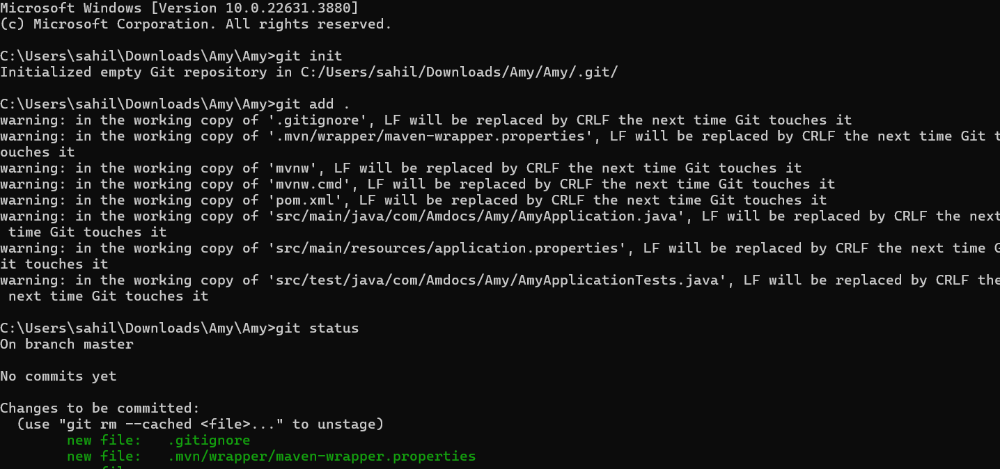 Microsoft Windows [Version 10.0.22631.3880]
(c) Microsoft Corporation. All rights reserved.
C:\Users\sahil\Downloads\Amy\Amy>git init
Initialized empty Git repository in C:/Users/sahil/Downloads/Amy/Amy/.git/
C:\Users\sahil\Downloads\Amy\Amy>git add .
warning: in the working copy of '.gitignore', LF will be replaced by CRLF the next time Git touches it
warning: in the working copy of '.mvn/wrapper/maven-wrapper.properties', LF will be replaced by CRLF the next time Git t
ouches it
warning: in the working copy of 'mvnw', LF will be replaced by CRLF the next time Git touches it
warning: in the working copy of 'mvnw.cmd', LF will be replaced by CRLF the next time Git touches it
warning: in the working copy of 'pom.xml', LF will be replaced by CRLF the next time Git touches it
warning: in the working copy of 'src/main/java/com/Amdocs/Amy/AmyApplication.java', LF will be replaced by CRLF the next
 time Git touches it
warning: in the working copy of 'src/main/resources/application.properties', LF will be replaced by CRLF the next time G
it touches it
warning: in the working copy of 'src/test/java/com/Amdocs/Amy/AmyApplicationTests.java', LF will be replaced by CRLF the
 next time Git touches it
C:\Users\sahil\Downloads\Amy\Amy>git status
On branch master
No commits yet
Changes to be committed:
  (use "git rm --cached <file>..." to unstage)
        new file:   .gitignore
        new file:   .mvn/wrapper/maven-wrapper.properties